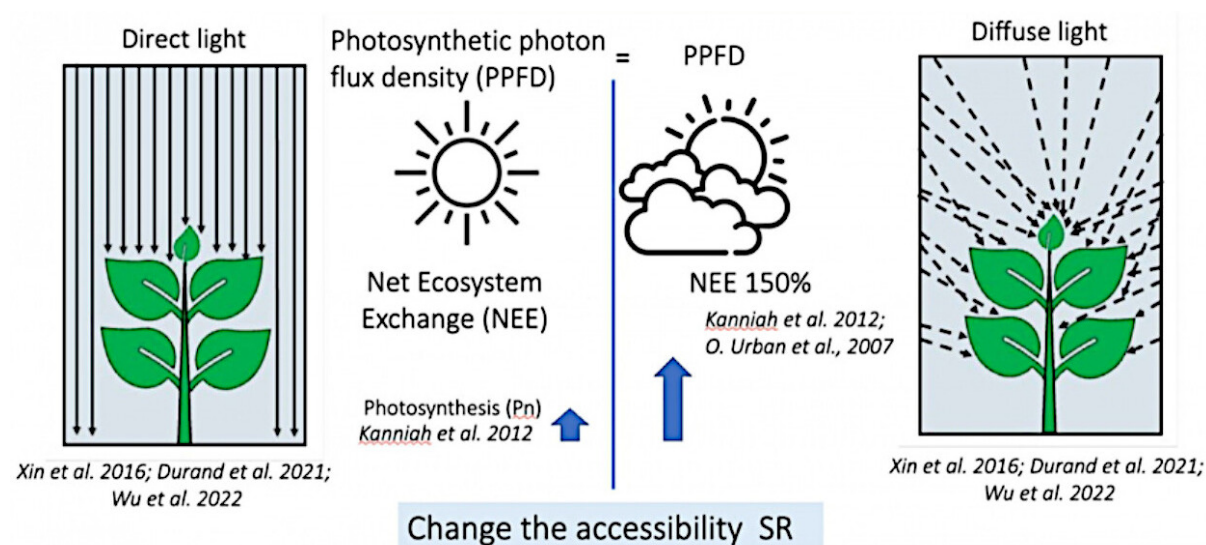 Direct light
Photosynthetic photon
flux density (PPFD)
=
PPFD
Diffuse light
Net Ecosystem
Exchange (NEE)
NEE 150%
Kanniah et al. 2012;
O. Urban et al., 2007
Photosynthesis (Pn)
Kanniah et al. 2012
Xin et al. 2016; Durand et al. 2021;
Wu et al. 2022
Xin et al. 2016; Durand et al. 2021;
Wu et al. 2022
Change the accessibility SR